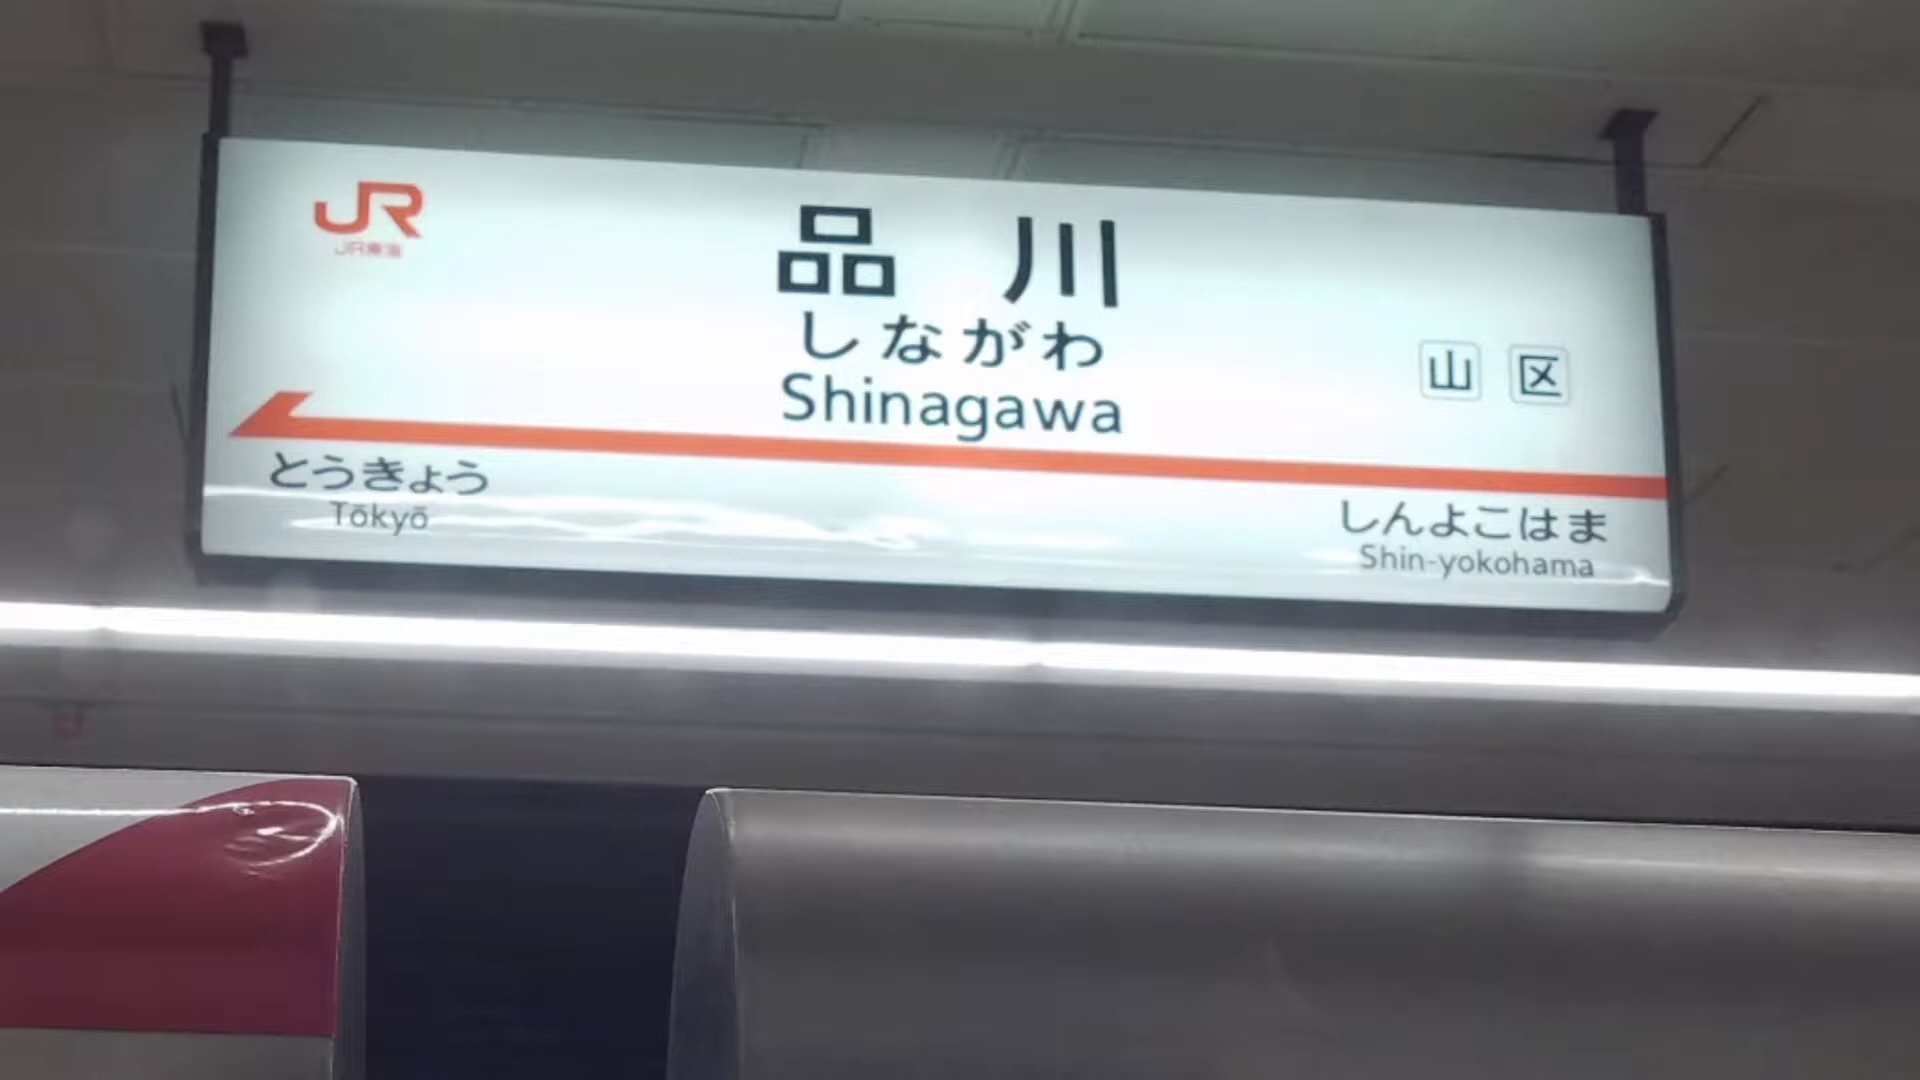 JR
JR東海
品川
しながわ
Shinagawa
山 区
とうきょう
Tōkyō
しんよこはま
Shin-yokohama